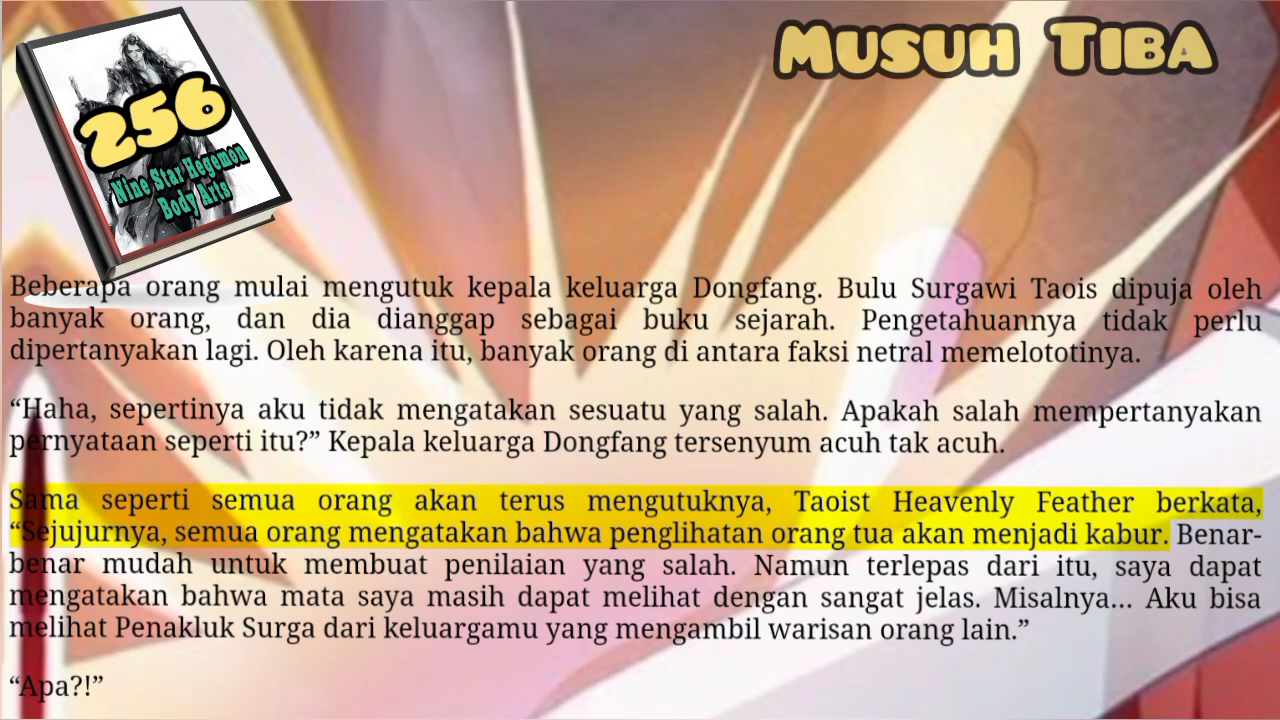 Musuh Tiba
256
Nine Star Hegemon
Body Arts
Beberapa orang mulai mengutuk kepala keluarga Dongfang. Bulu Surgawi Taois dipuja oleh
banyak orang, dan dia dianggap sebagai buku sejarah. Pengetahuannya tidak perlu
dipertanyakan lagi. Oleh karena itu, banyak orang di antara faksi netral memelototinya.
“Haha, sepertinya aku tidak mengatakan sesuatu yang salah. Apakah salah mempertanyakan
pernyataan seperti itu?” Kepala keluarga Dongfang tersenyum acuh tak acuh.
Sama seperti semua orang akan terus mengutuknya, Taoist Heavenly Feather berkata,
“Sejujurnya, semua orang mengatakan bahwa penglihatan orang tua akan menjadi kabur. Benar-
benar mudah untuk membuat penilaian yang salah. Namun terlepas dari itu, saya dapat
mengatakan bahwa mata saya masih dapat melihat dengan sangat jelas. Misalnya… Aku bisa
melihat Penakluk Surga dari keluargamu yang mengambil warisan orang lain.”
“Apa?!”